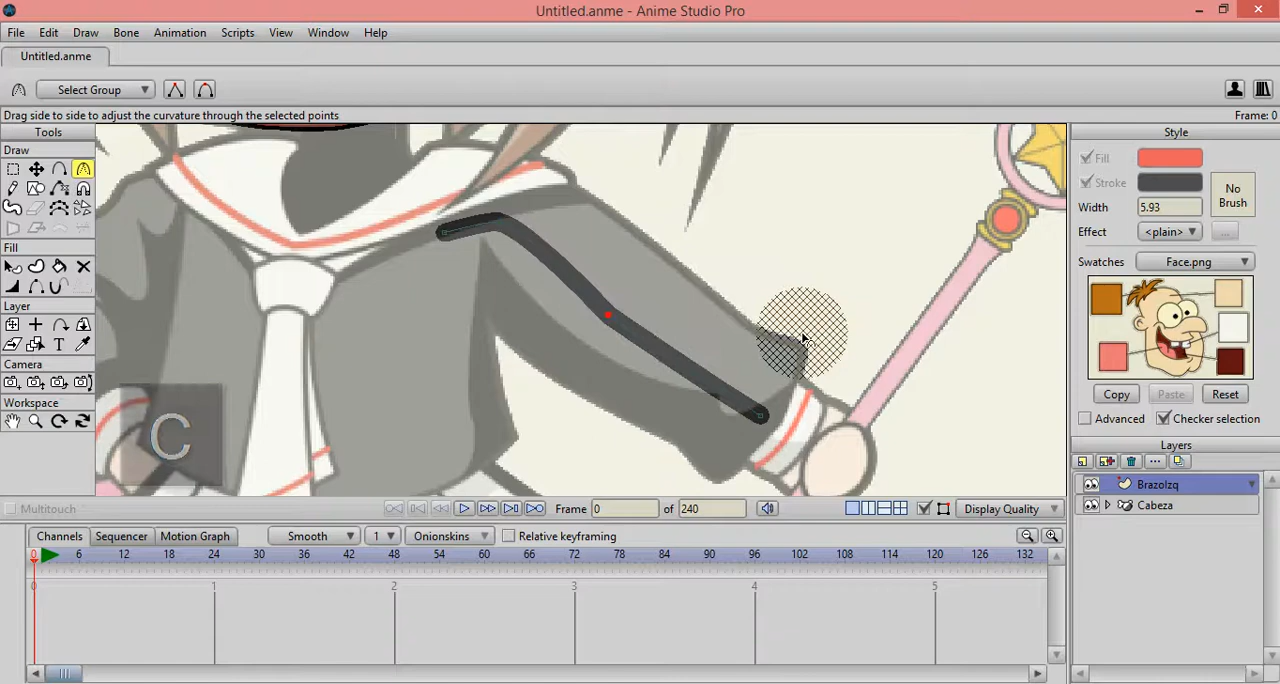 Untitled.anme - Anime Studio Pro
File Edit Draw Bone Animation Scripts View Window Help
Untitled.anme
Select Group
Drag side to side to adjust the curvature through the selected points
Frame: 0
Tools
Draw
Fill
Layer
Camera
Workspace
C
Style
Fill
Stroke
No Brush
Width 5.93
Effect <plain> ...
Swatches Face.png
Copy Paste Reset
Advanced Checker selection
Layers
BrazoIzq
Cabeza
Multitouch
Frame 0 of 240
Display Quality
Channels Sequencer Motion Graph Smooth 1 Onionskins Relative keyframing
0 6 12 18 24 30 36 42 48 54 60 66 72 78 84 90 96 102 108 114 120 126 132
0 1 2 3 4 5